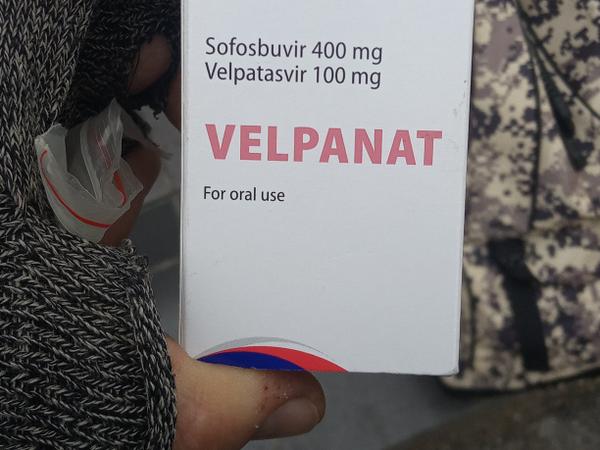 Sofosbuvir 400 mg
Velpatasvir 100 mg
VELPANAT
For oral use